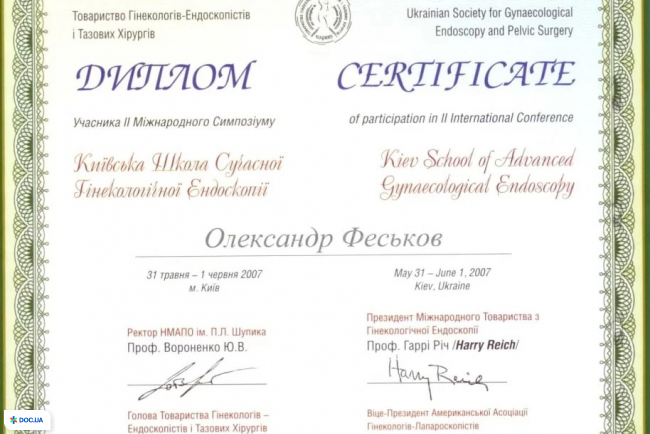 Товариство Гінекологів-Ендоскопістів
і Тазових Хірургів
Ukrainian Society for Gynaecological
Endoscopy and Pelvic Surgery
ДИПЛОМ
CERTIFICATE
Учасника II Міжнародного Симпозіуму
of participation in II International Conference
Київська Школа Сучасної
Гінекологічної Ендоскопії
Kiev School of Advanced
Gynaecological Endoscopy
Олександр Феськов
31 травня – 1 червня 2007
м. Київ
May 31 – June 1, 2007
Kiev, Ukraine
Ректор НМАПО ім. П.Л. Шупика
Проф. Вороненко Ю.В.
Президент Міжнародного Товариства з
Гінекологічної Ендоскопії
Проф. Гаррі Річ /Harry Reich/
Harry Reich
Голова Товариства Гінекологів –
Ендоскопістів і Тазових Хірургів
Віце-Президент Американської Асоціації
Гінекологів-Лапароскопістів
DOC.UA